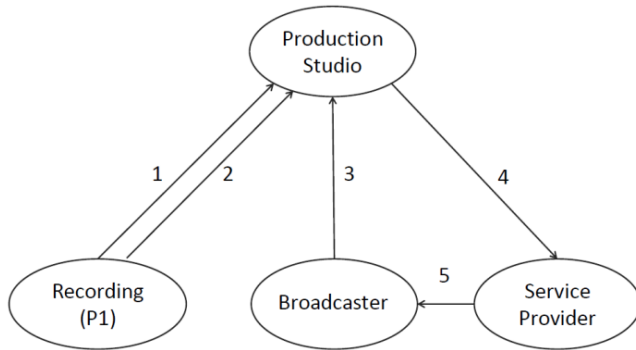 Production
Studio
1
2
3
4
5
Recording
(P1)
Broadcaster
Service
Provider